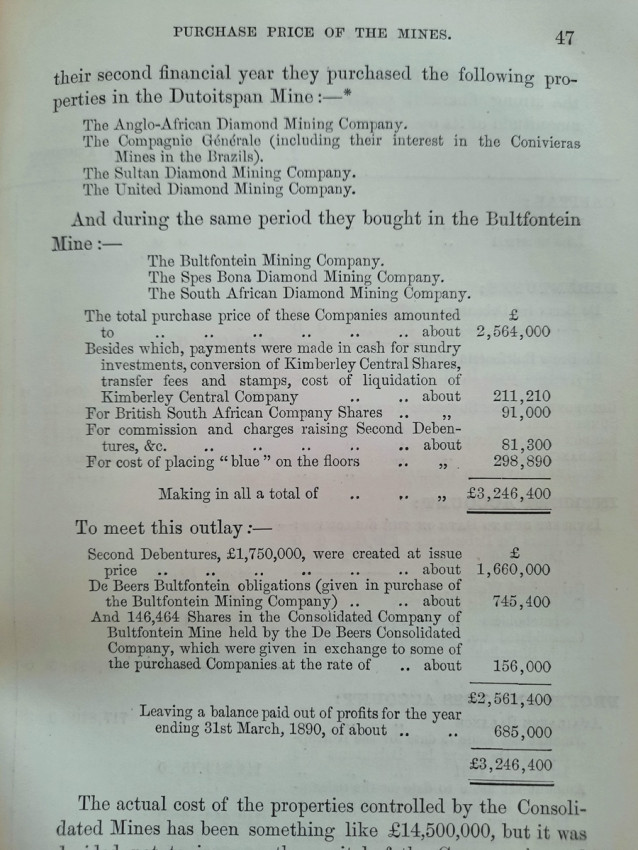 PURCHASE PRICE OF THE MINES. 47
their second financial year they purchased the following pro-
perties in the Dutoitspan Mine :—*
The Anglo-African Diamond Mining Company.
The Compagnie Générale (including their interest in the Conivieras
Mines in the Brazils).
The Sultan Diamond Mining Company.
The United Diamond Mining Company.
And during the same period they bought in the Bultfontein
Mine :—
The Bultfontein Mining Company.
The Spes Bona Diamond Mining Company.
The South African Diamond Mining Company.
The total purchase price of these Companies amounted £
to .. .. .. .. .. .. about 2,564,000
Besides which, payments were made in cash for sundry
investments, conversion of Kimberley Central Shares,
transfer fees and stamps, cost of liquidation of
Kimberley Central Company .. .. about 211,210
For British South African Company Shares .. „ 91,000
For commission and charges raising Second Deben-
tures, &c. .. .. .. .. .. about 81,300
For cost of placing “blue” on the floors .. „ 298,890
Making in all a total of .. .. „ £3,246,400
To meet this outlay :—
Second Debentures, £1,750,000, were created at issue £
price .. .. .. .. .. .. about 1,660,000
De Beers Bultfontein obligations (given in purchase of
the Bultfontein Mining Company) .. .. about 745,400
And 146,464 Shares in the Consolidated Company of
Bultfontein Mine held by the De Beers Consolidated
Company, which were given in exchange to some of
the purchased Companies at the rate of .. about 156,000
£2,561,400
Leaving a balance paid out of profits for the year
ending 31st March, 1890, of about .. .. 685,000
£3,246,400
The actual cost of the properties controlled by the Consoli-
dated Mines has been something like £14,500,000, but it was